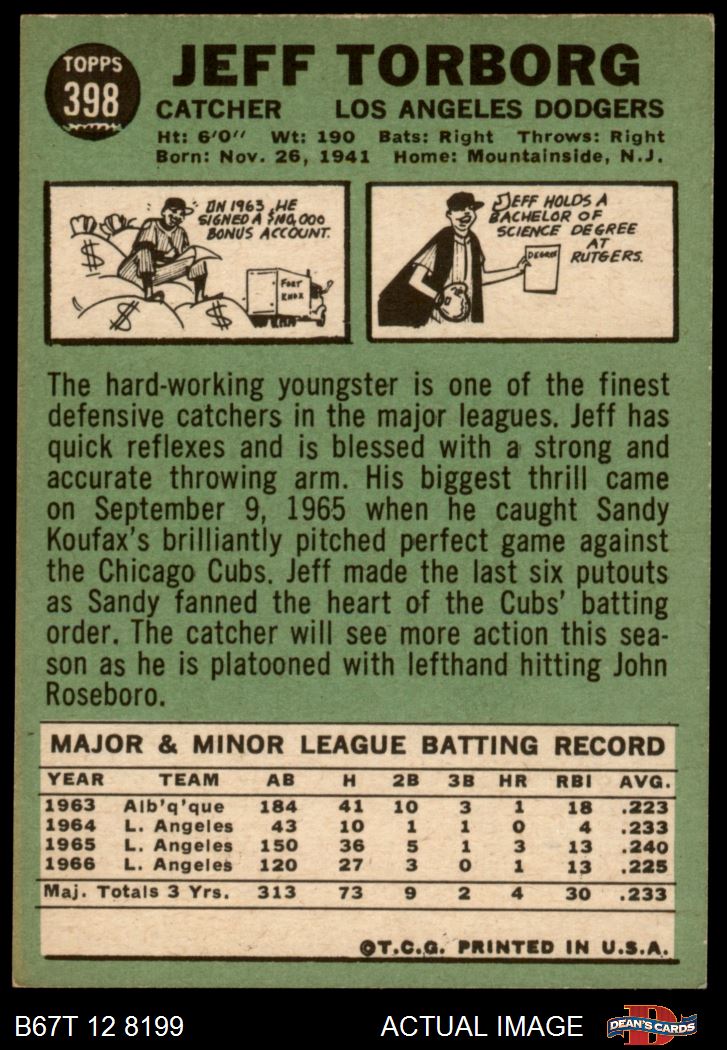 TOPPS
398
JEFF TORBORG
CATCHER LOS ANGELES DODGERS
Ht: 6'0" Wt: 190 Bats: Right Throws: Right
Born: Nov. 26, 1941 Home: Mountainside, N.J.
IN 1963, HE
SIGNED A $110,000
BONUS ACCOUNT.
$
$
$
FORT
KNOX
JEFF HOLDS A
BACHELOR OF
SCIENCE DEGREE
AT
RUTGERS.
DEGREE
The hard-working youngster is one of the finest
defensive catchers in the major leagues. Jeff has
quick reflexes and is blessed with a strong and
accurate throwing arm. His biggest thrill came
on September 9, 1965 when he caught Sandy
Koufax's brilliantly pitched perfect game against
the Chicago Cubs. Jeff made the last six putouts
as Sandy fanned the heart of the Cubs' batting
order. The catcher will see more action this sea-
son as he is platooned with lefthand hitting John
Roseboro.
MAJOR & MINOR LEAGUE BATTING RECORD
YEAR TEAM AB H 2B 3B HR RBI AVG.
1963 Alb'q'que 184 41 10 3 1 18 .223
1964 L. Angeles 43 10 1 1 0 4 .233
1965 L. Angeles 150 36 5 1 3 13 .240
1966 L. Angeles 120 27 3 0 1 13 .225
Maj. Totals 3 Yrs. 313 73 9 2 4 30 .233
©T.C.G. PRINTED IN U.S.A.
B67T 12 8199 ACTUAL IMAGE
DEAN'S CARDS